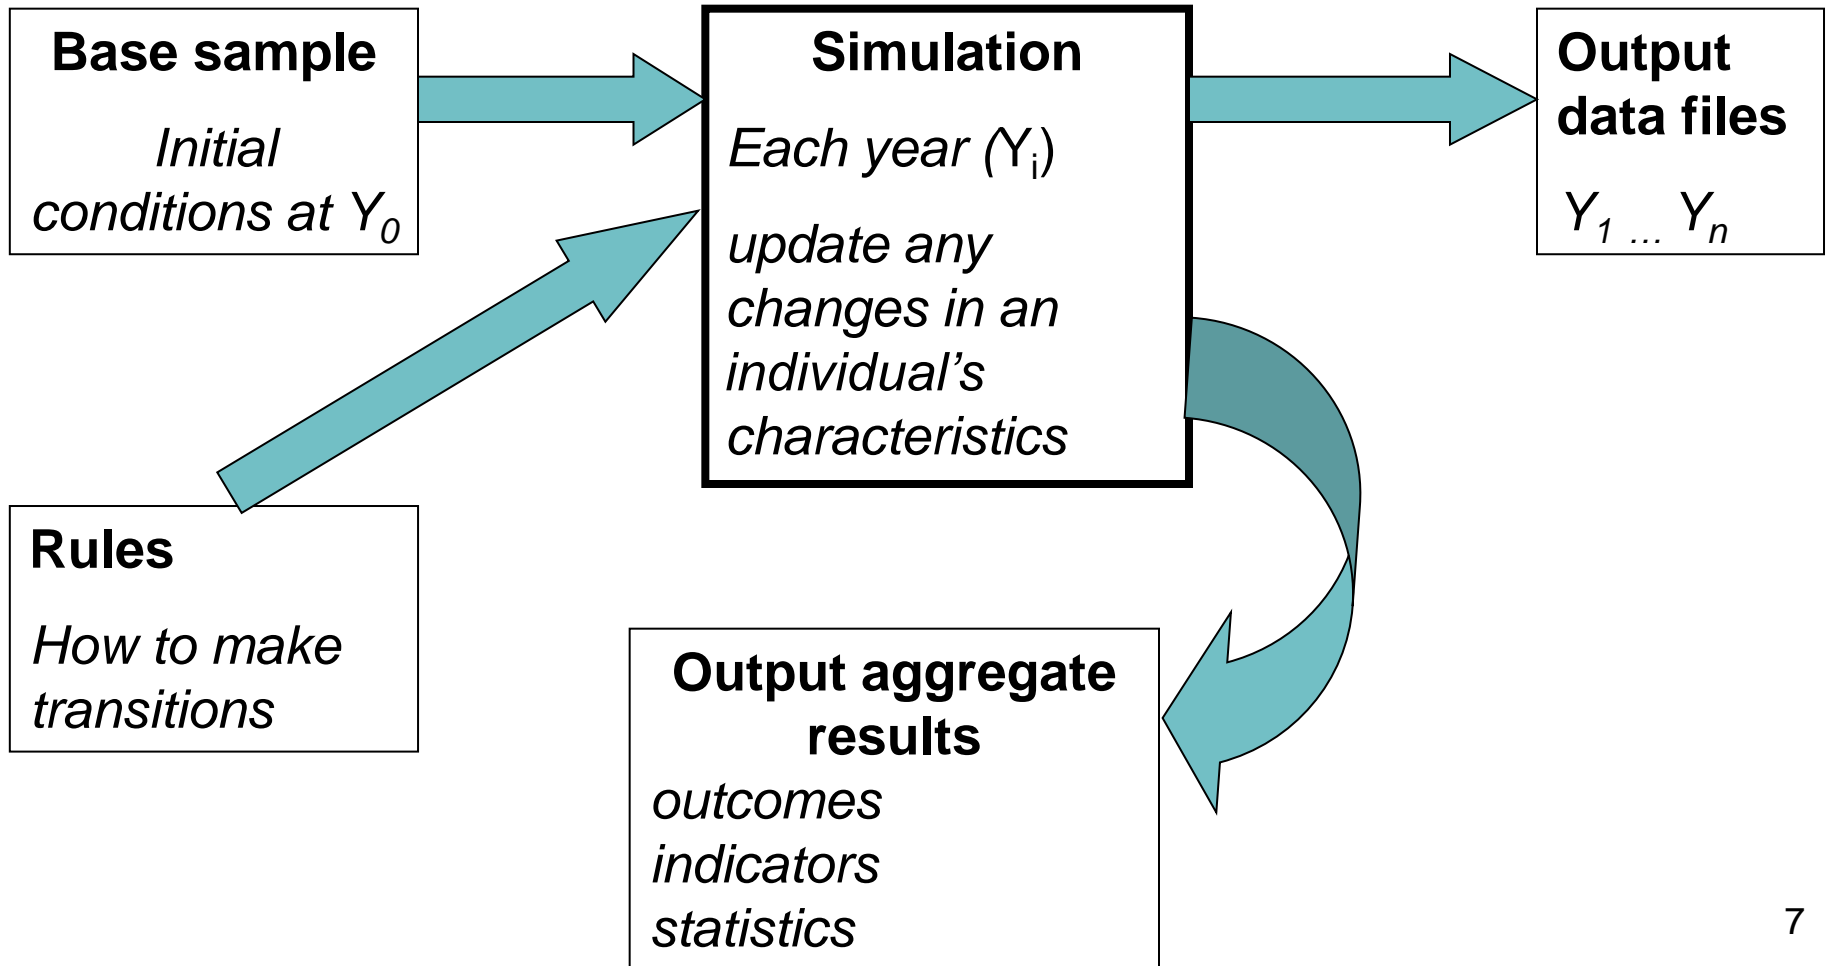 Base sample
Initial
conditions at Y₀
Simulation
Each year (Yᵢ)
update any
changes in an
individual’s
characteristics
Output
data files
Y₁ ... Yₙ
Rules
How to make
transitions
Output aggregate
results
outcomes
indicators
statistics
7